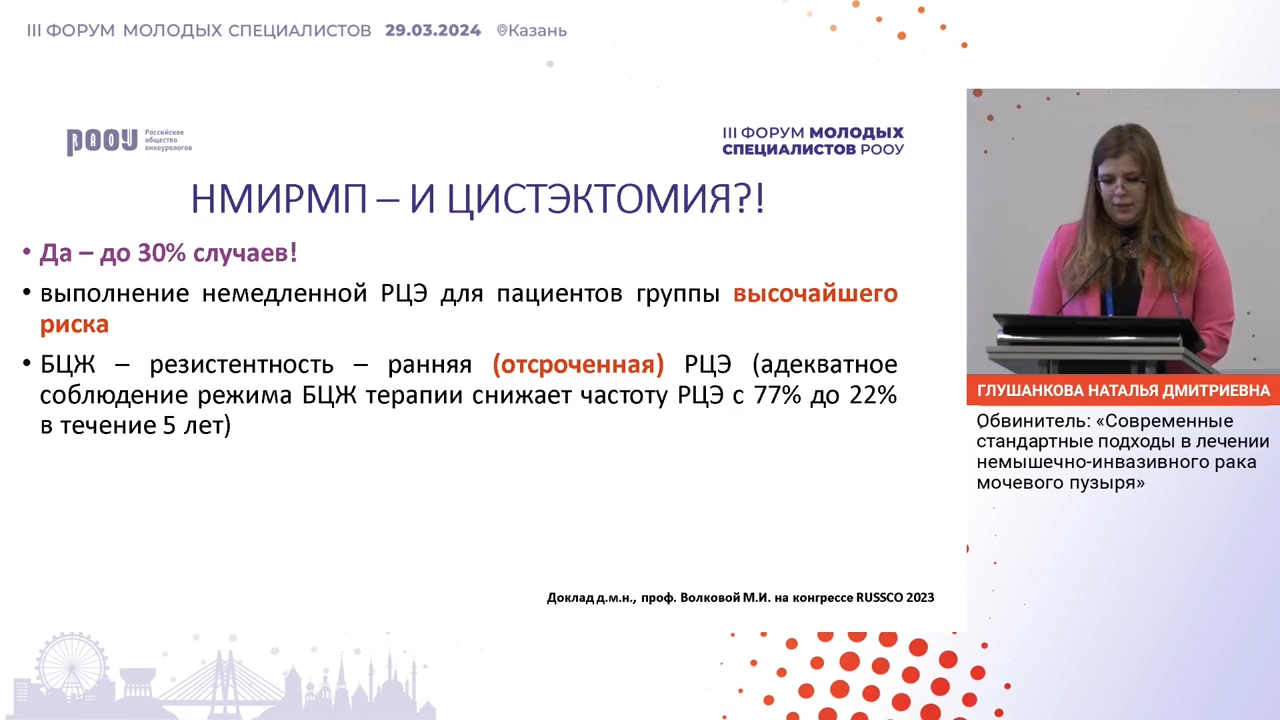 III ФОРУМ МОЛОДЫХ СПЕЦИАЛИСТОВ 29.03.2024 Казань
РООУ Российское
общество
онкоурологов
III ФОРУМ МОЛОДЫХ
СПЕЦИАЛИСТОВ РООУ
НМИРМП – И ЦИСТЭКТОМИЯ?!
• Да – до 30% случаев!
• выполнение немедленной РЦЭ для пациентов группы высочайшего
риска
• БЦЖ – резистентность – ранняя (отсроченная) РЦЭ (адекватное
соблюдение режима БЦЖ терапии снижает частоту РЦЭ с 77% до 22%
в течение 5 лет)
Доклад д.м.н., проф. Волковой М.И. на конгрессе RUSSCO 2023
ГЛУШАНКОВА НАТАЛЬЯ ДМИТРИЕВНА
Обвинитель: «Современные
стандартные подходы в лечении
немышечно-инвазивного рака
мочевого пузыря»